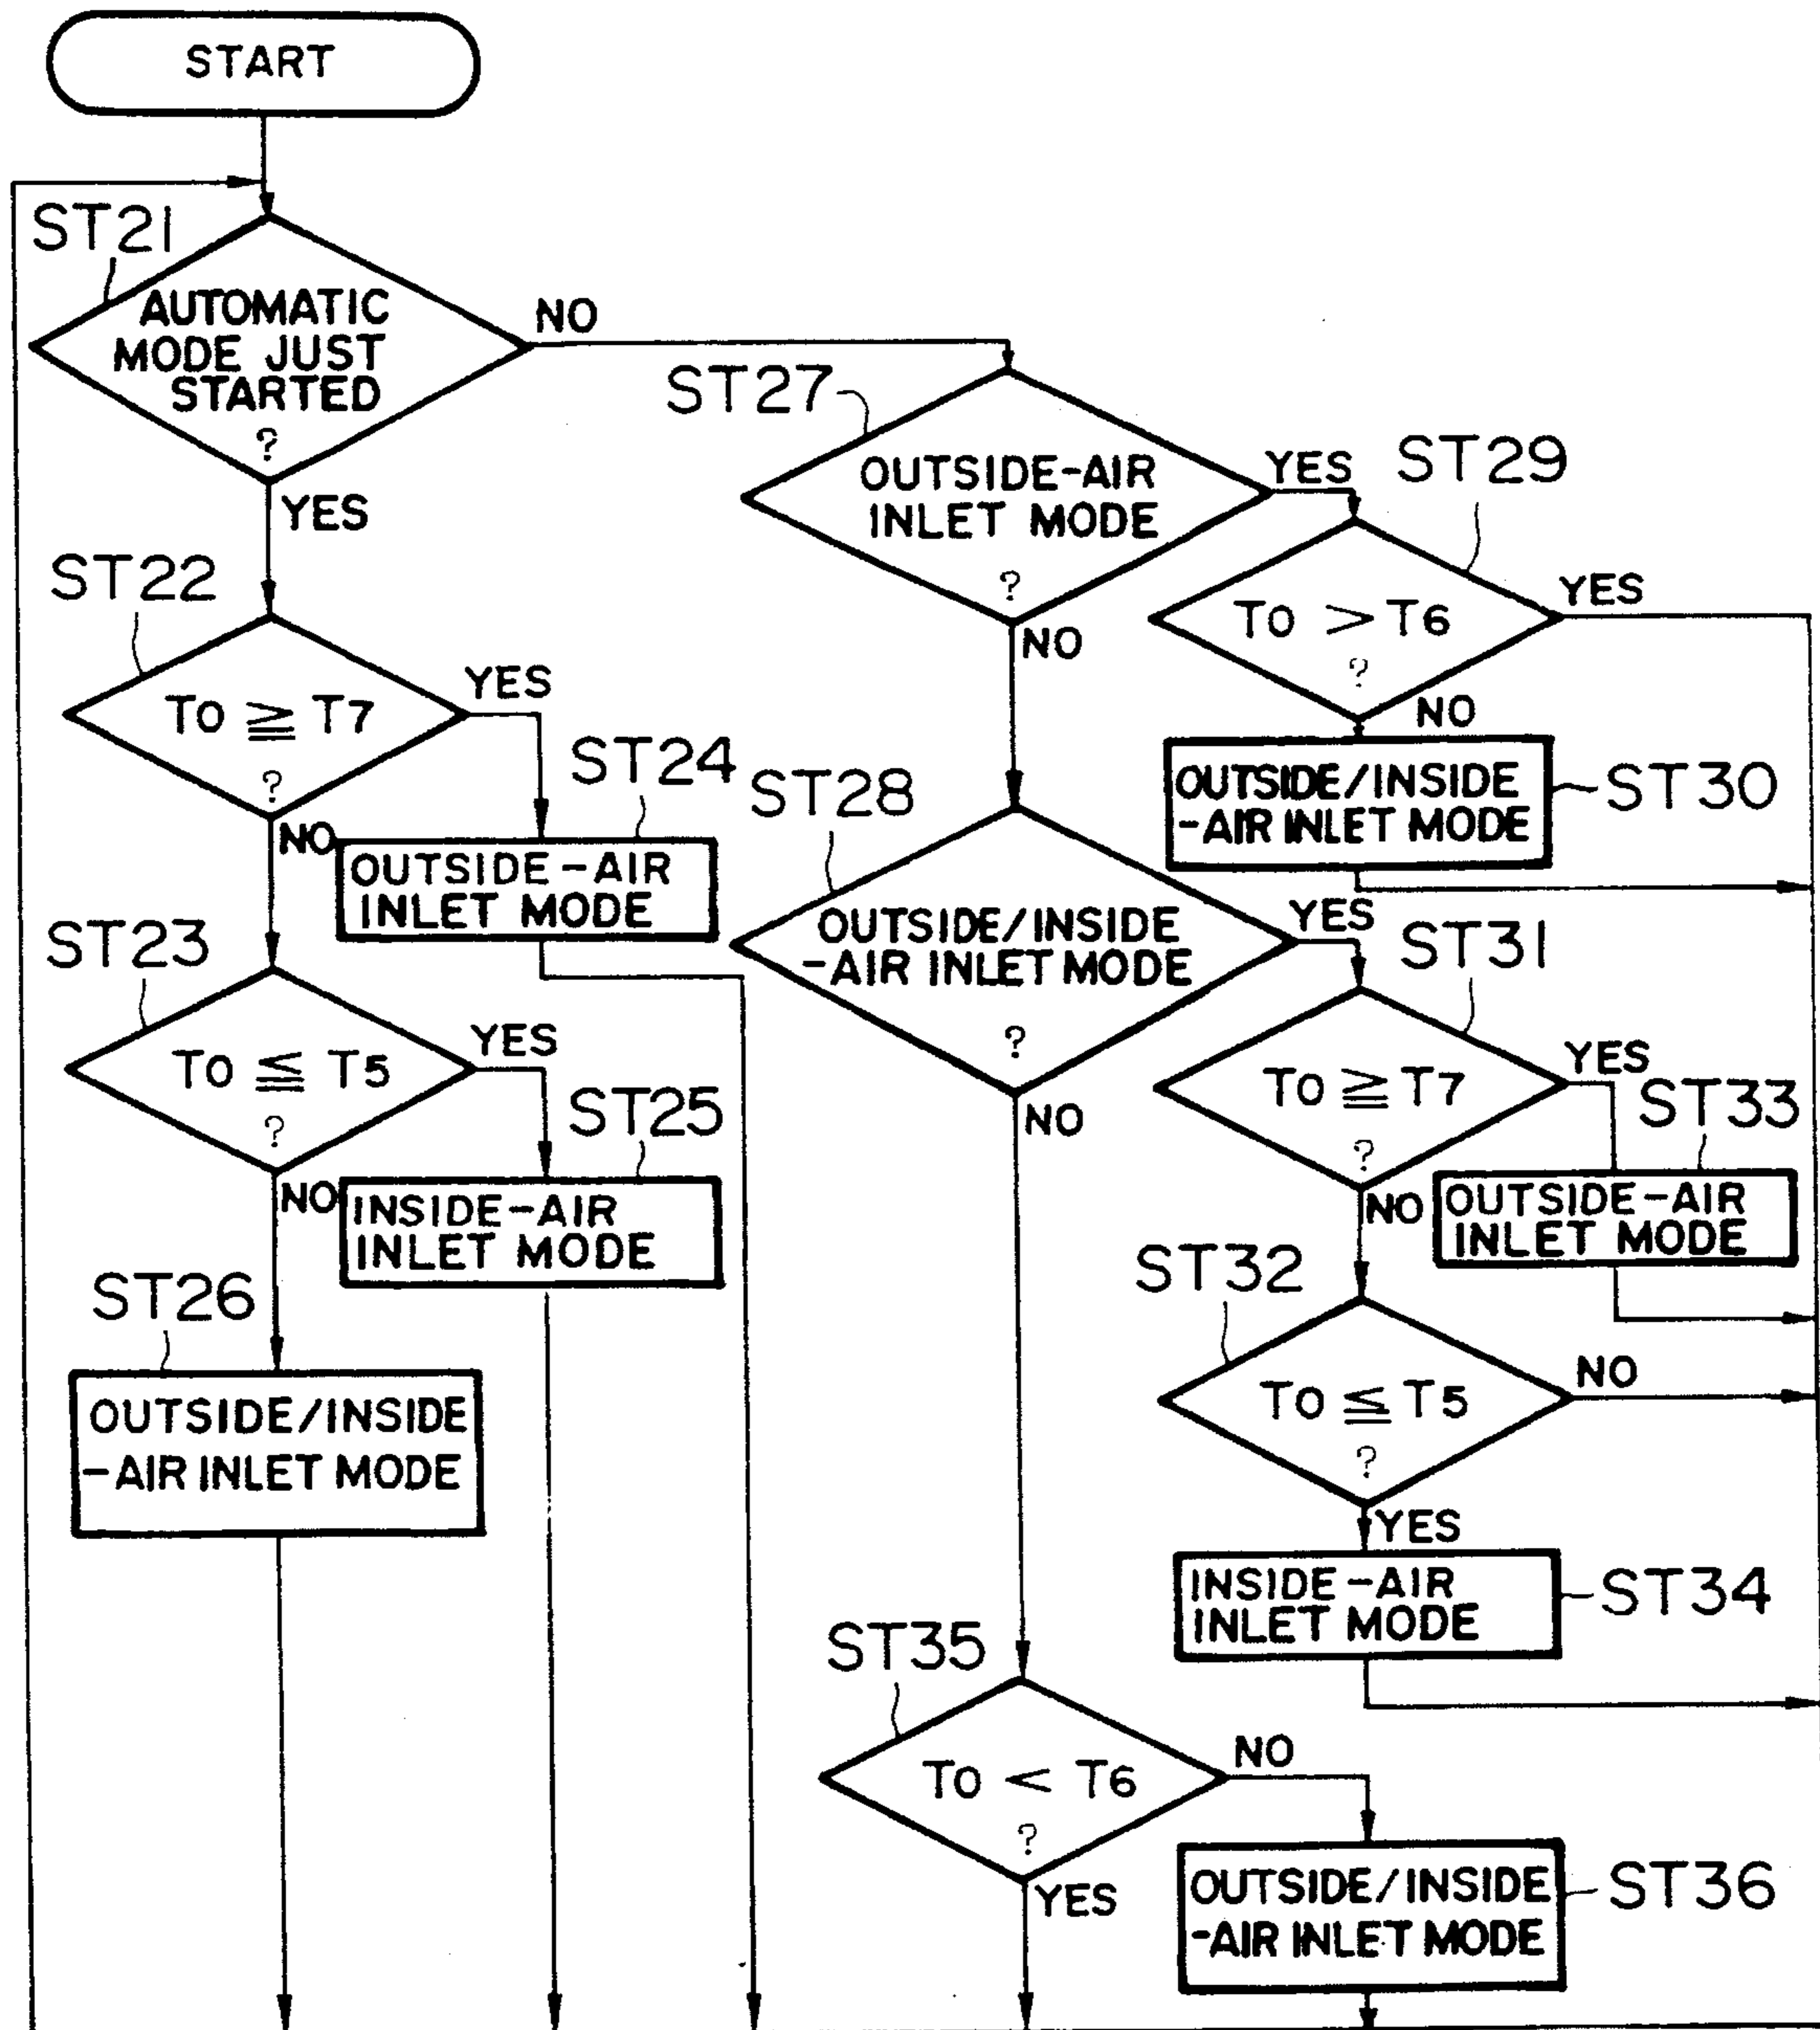 START
ST21
AUTOMATIC
MODE JUST
STARTED
?
NO
YES
ST22
TO ≧ T7
?
YES
NO
ST24
OUTSIDE-AIR
INLET MODE
ST23
TO ≦ T5
?
YES
NO
ST25
INSIDE-AIR
INLET MODE
ST26
OUTSIDE/INSIDE
-AIR INLET MODE
ST27
OUTSIDE-AIR
INLET MODE
?
YES
NO
ST29
TO > T6
?
YES
NO
OUTSIDE/INSIDE
-AIR INLET MODE
ST30
ST28
OUTSIDE/INSIDE
-AIR INLET MODE
?
YES
NO
ST31
TO ≧ T7
?
YES
NO
ST33
OUTSIDE-AIR
INLET MODE
ST32
TO ≦ T5
?
NO
YES
INSIDE-AIR
INLET MODE
ST34
ST35
TO < T6
?
NO
YES
OUTSIDE/INSIDE
-AIR INLET MODE
ST36